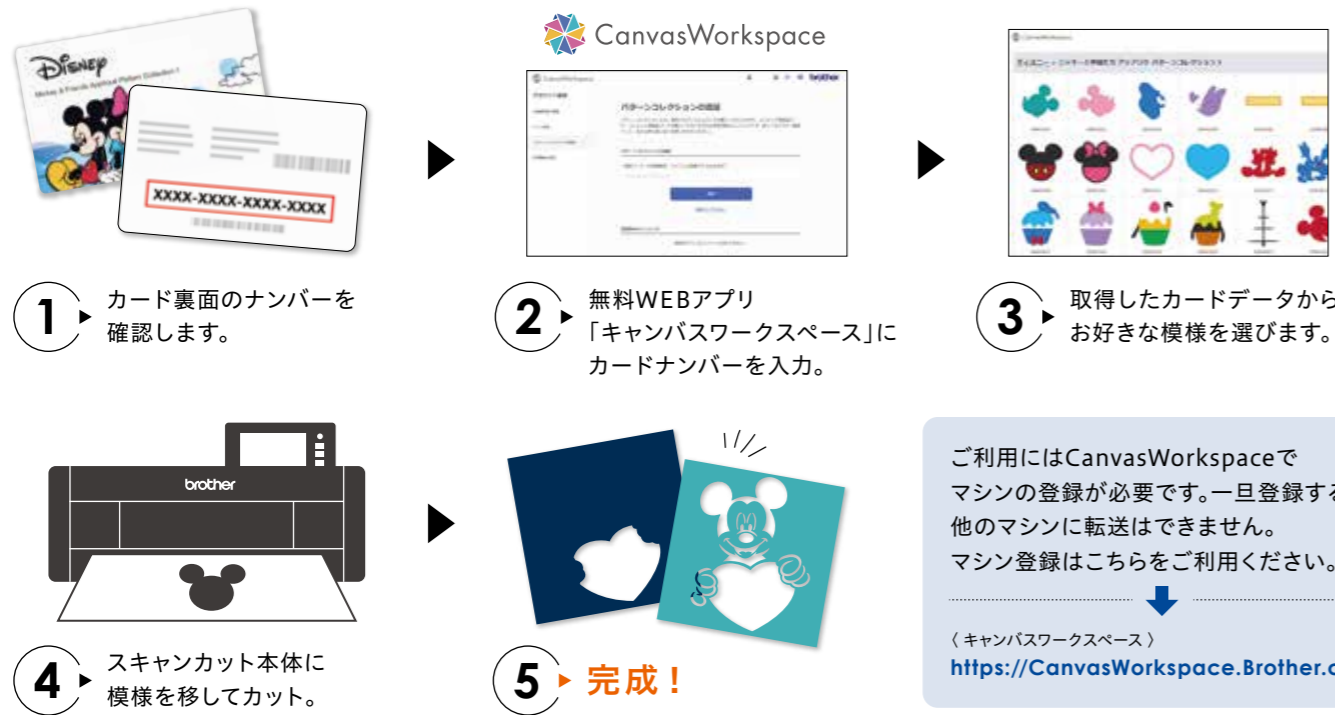 DISNEY
Mickey & Friends Appliqué Pattern Collection 1
XXXX-XXXX-XXXX-XXXX
1
カード裏面のナンバーを
確認します。
CanvasWorkspace
CanvasWorkspace
brother
パターンコレクションの認証
2
無料WEBアプリ
「キャンバスワークスペース」に
カードナンバーを入力。
CanvasWorkspace
3
取得したカードデータから
お好きな模様を選びます。
brother
4
スキャンカット本体に
模様を移してカット。
5
完成！
ご利用にはCanvasWorkspaceで
マシンの登録が必要です。一旦登録する
他のマシンに転送はできません。
マシン登録はこちらをご利用ください。
〈 キャンバスワークスペース 〉
https://CanvasWorkspace.Brother.c